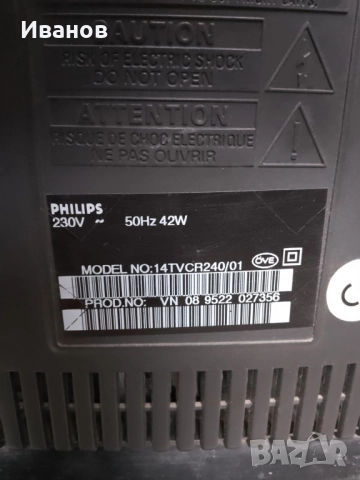 Иванов
CAUTION
RISK OF ELECTRIC SHOCK
DO NOT OPEN
ATTENTION
RISQUE DE CHOC ELECTRIQUE
NE PAS OUVRIR
PHILIPS
230V ~ 50Hz 42W
MODEL NO:14TVCR240/01
ÖVE
PROD.NO: VN 08 9522 027356
BAZAR